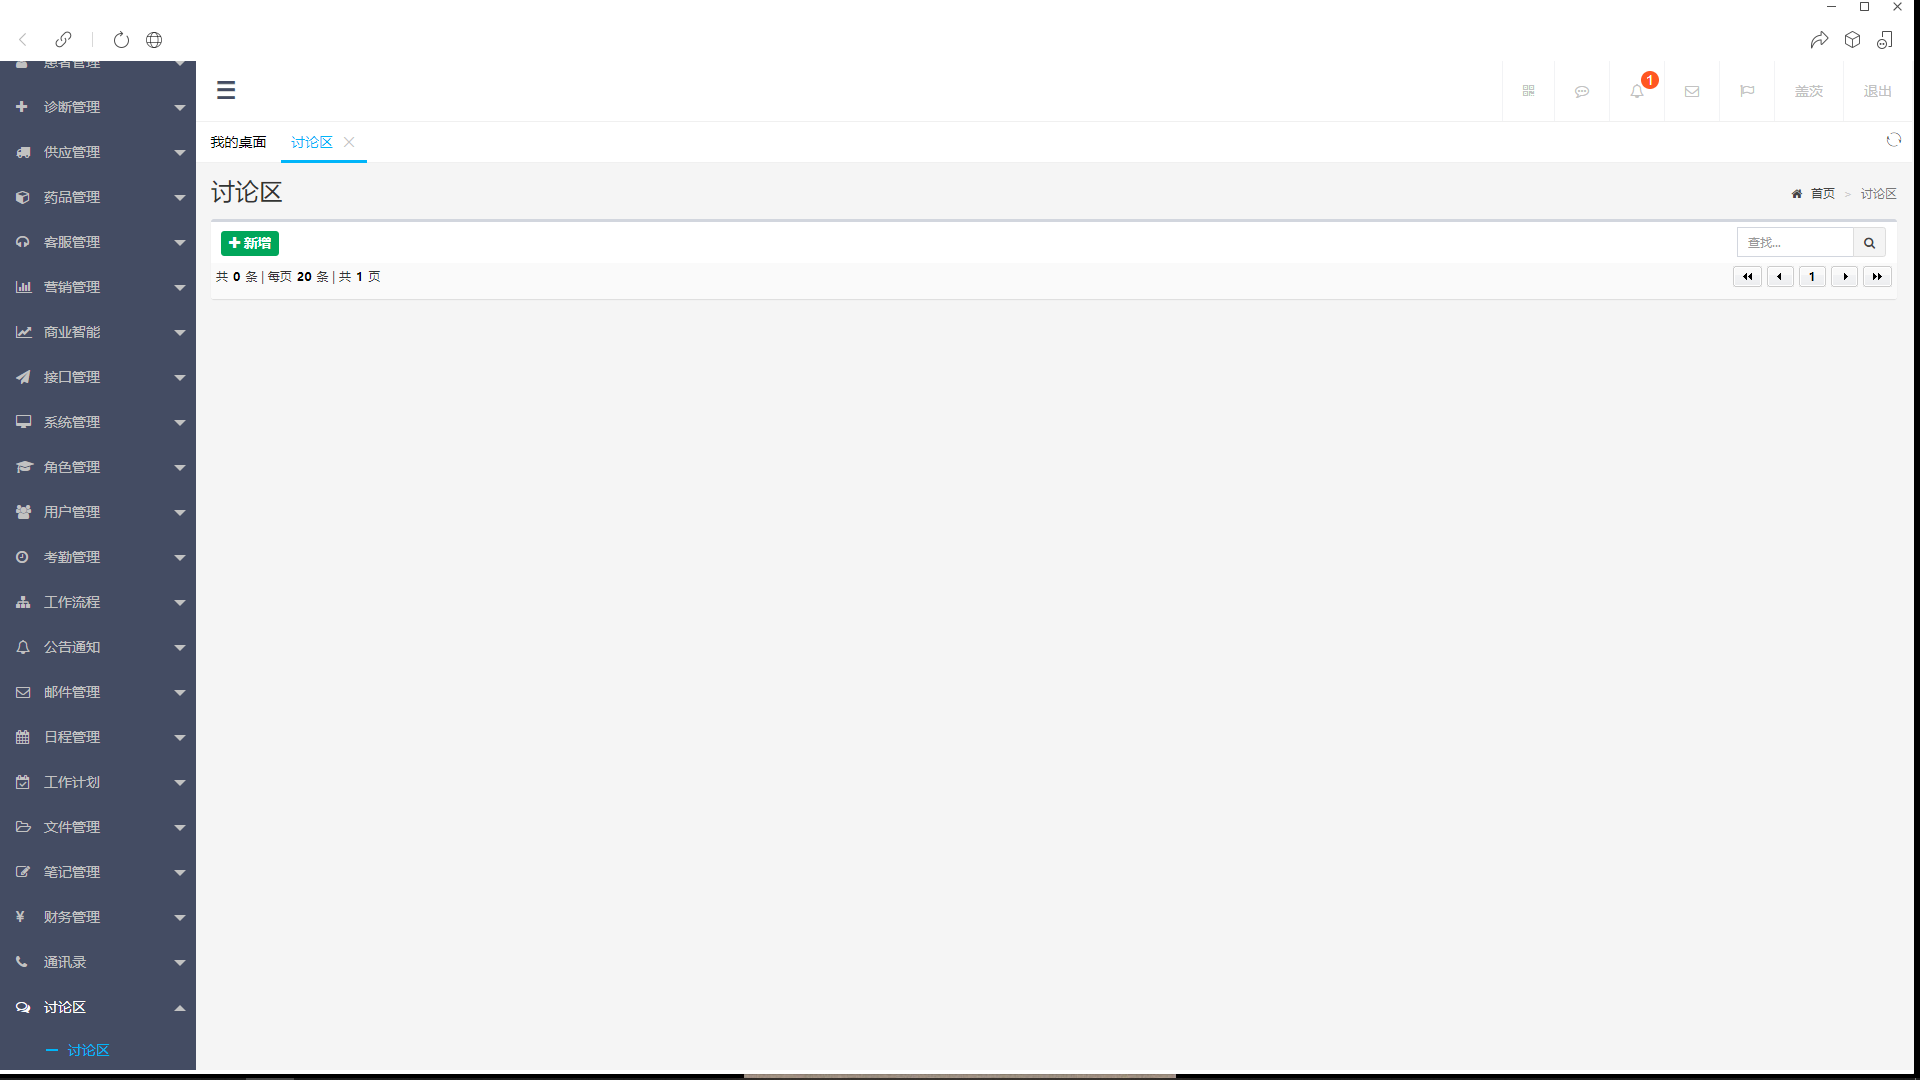 患者管理
诊断管理
供应管理
药品管理
客服管理
营销管理
商业智能
接口管理
系统管理
角色管理
用户管理
考勤管理
工作流程
公告通知
邮件管理
日程管理
工作计划
文件管理
笔记管理
¥ 财务管理
通讯录
讨论区
讨论区
1
盖茨
退出
我的桌面
讨论区
讨论区
首页 > 讨论区
新增
查找...
共 0 条 | 每页 20 条 | 共 1 页
1